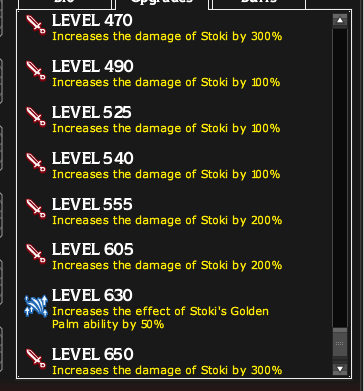 Upgrades
LEVEL 470
Increases the damage of Stoki by 300%
LEVEL 490
Increases the damage of Stoki by 100%
LEVEL 525
Increases the damage of Stoki by 100%
LEVEL 540
Increases the damage of Stoki by 100%
LEVEL 555
Increases the damage of Stoki by 200%
LEVEL 605
Increases the damage of Stoki by 200%
LEVEL 630
Increases the effect of Stoki's Golden
Palm ability by 50%
LEVEL 650
Increases the damage of Stoki by 300%